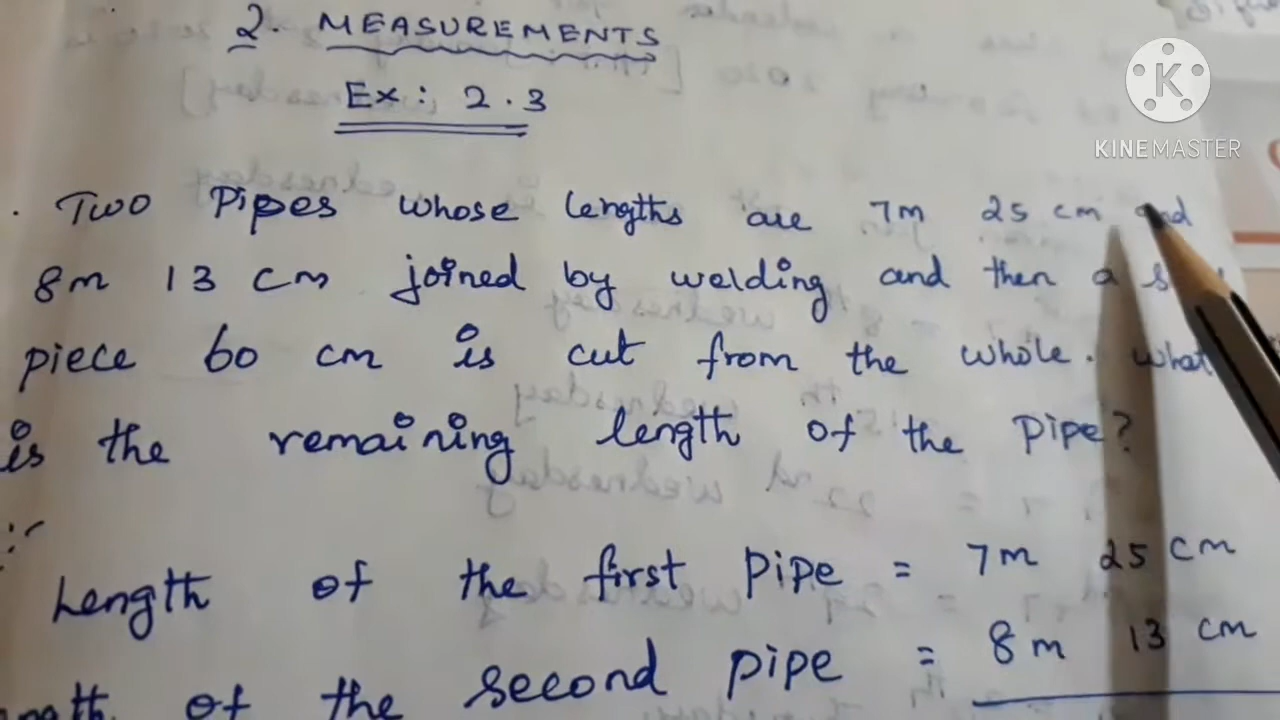 2. MEASUREMENTS
Ex: 2.3
KINEMASTER
Two Pipes whose lengths are 7m 25 cm and
8m 13 cm joined by welding and then a
piece 60 cm is cut from the whole. what
is the remaining length of the pipe?
Length of the first pipe = 7m 25 cm
of the second pipe = 8m 13 cm